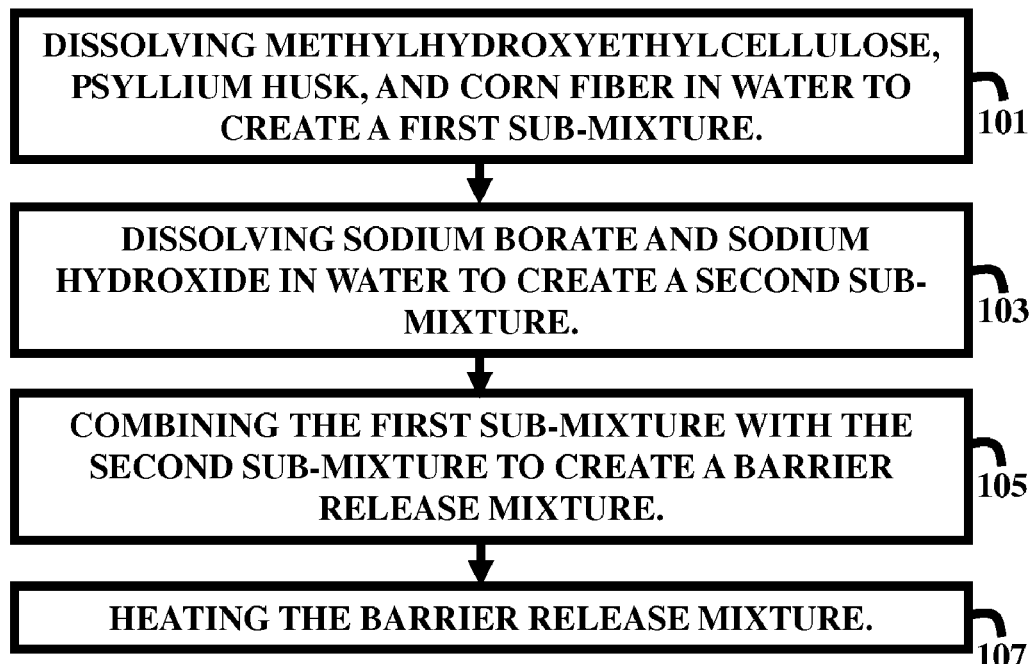 DISSOLVING METHYLHYDROXYETHYLCELLULOSE,
PSYLLIUM HUSK, AND CORN FIBER IN WATER TO
CREATE A FIRST SUB-MIXTURE.
101
DISSOLVING SODIUM BORATE AND SODIUM
HYDROXIDE IN WATER TO CREATE A SECOND SUB-
MIXTURE.
103
COMBINING THE FIRST SUB-MIXTURE WITH THE
SECOND SUB-MIXTURE TO CREATE A BARRIER
RELEASE MIXTURE.
105
HEATING THE BARRIER RELEASE MIXTURE.
107